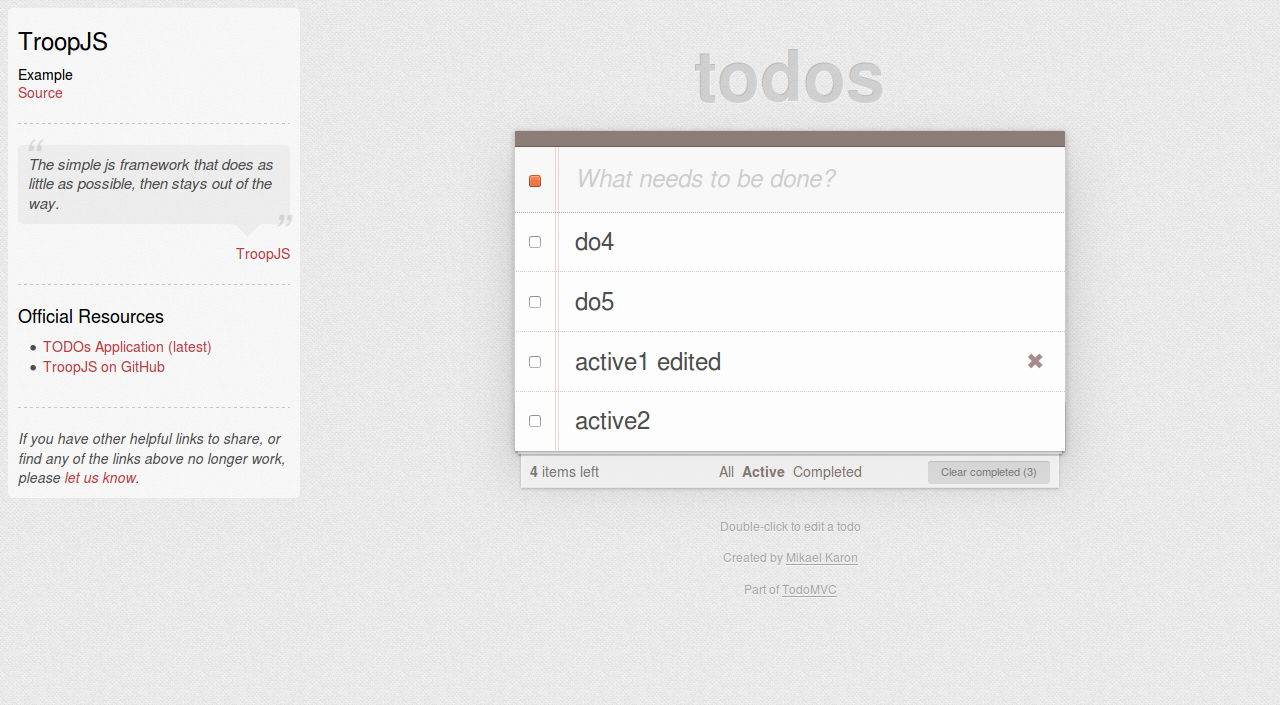 TroopJS
Example
Source
“
The simple js framework that does as
little as possible, then stays out of the
way.
”
TroopJS
Official Resources
• TODOs Application (latest)
• TroopJS on GitHub
If you have other helpful links to share, or
find any of the links above no longer work,
please let us know.
todos
What needs to be done?
do4
do5
active1 edited ✖
active2
4 items left All Active Completed Clear completed (3)
Double-click to edit a todo
Created by Mikael Karon
Part of TodoMVC